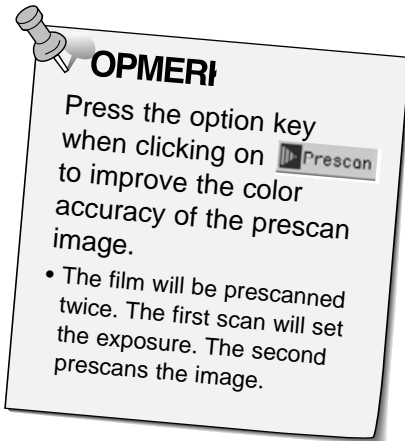 OPMERK
Press the option key
when clicking on Prescan
to improve the color
accuracy of the prescan
image.
• The film will be prescanned
twice. The first scan will set
the exposure. The second
prescans the image.